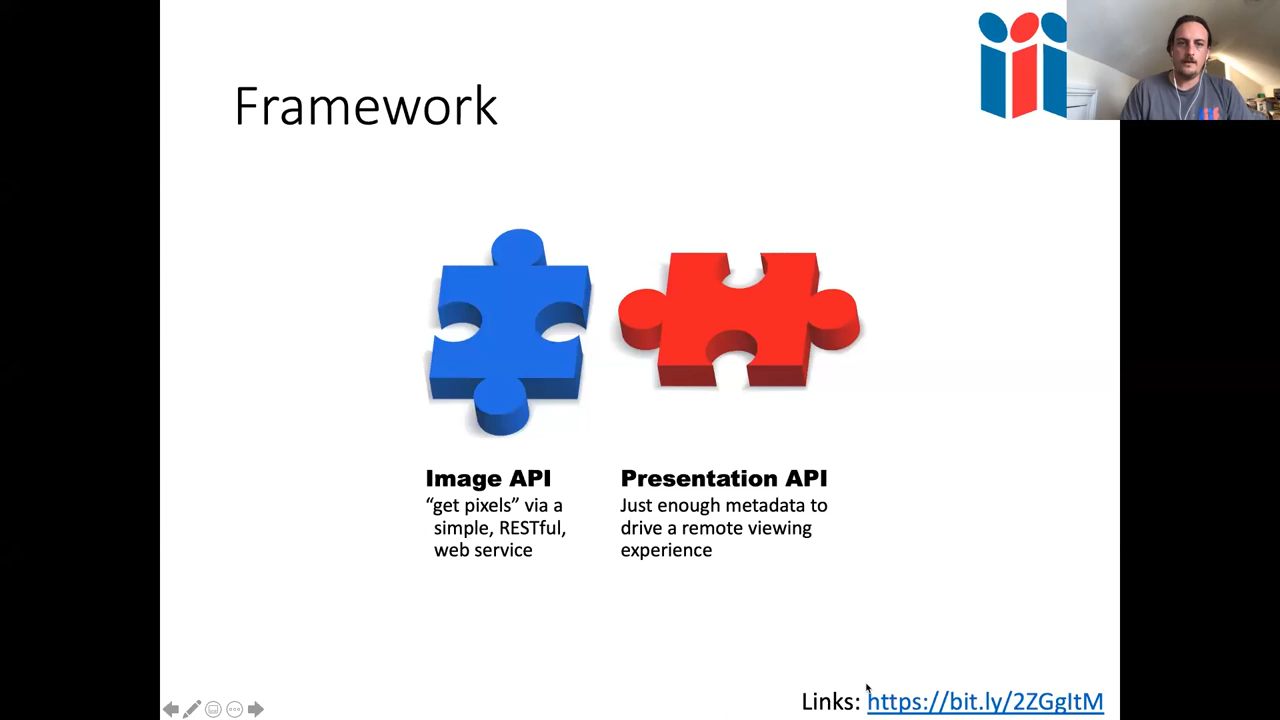 Framework
Image API
“get pixels” via a
simple, RESTful,
web service
Presentation API
Just enough metadata to
drive a remote viewing
experience
Links: https://bit.ly/2ZGgItM